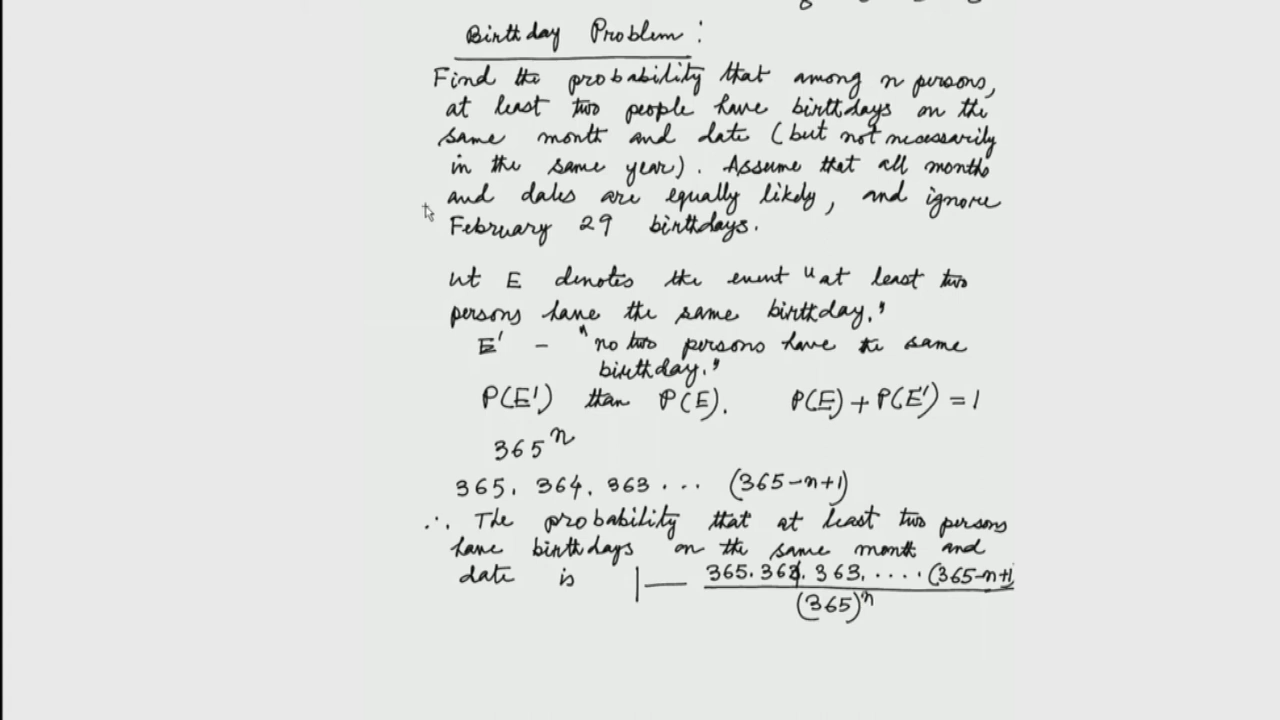 Birthday Problem :
Find the probability that among n persons,
at least two people have birthdays on the
same month and date (but not necessarily
in the same year). Assume that all months
and dates are equally likely, and ignore
February 29 birthdays.
Let E denotes the event "at least two
persons have the same birthday."
E' - "no two persons have the same
birthday."
P(E') than P(E). P(E) + P(E') = 1
365^n
365. 364. 363 ... (365-n+1)
∴ The probability that at least two persons
have birthdays on the same month and
date is 1 — 365.364.363.....(365-n+1) / (365)^n